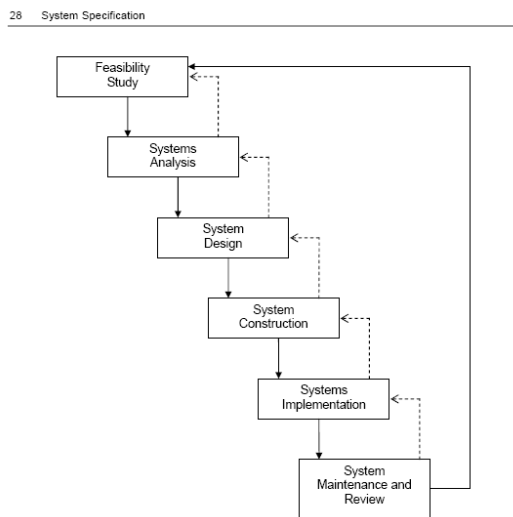 28 System Specification
Feasibility
Study
Systems
Analysis
System
Design
System
Construction
Systems
Implementation
System
Maintenance and
Review